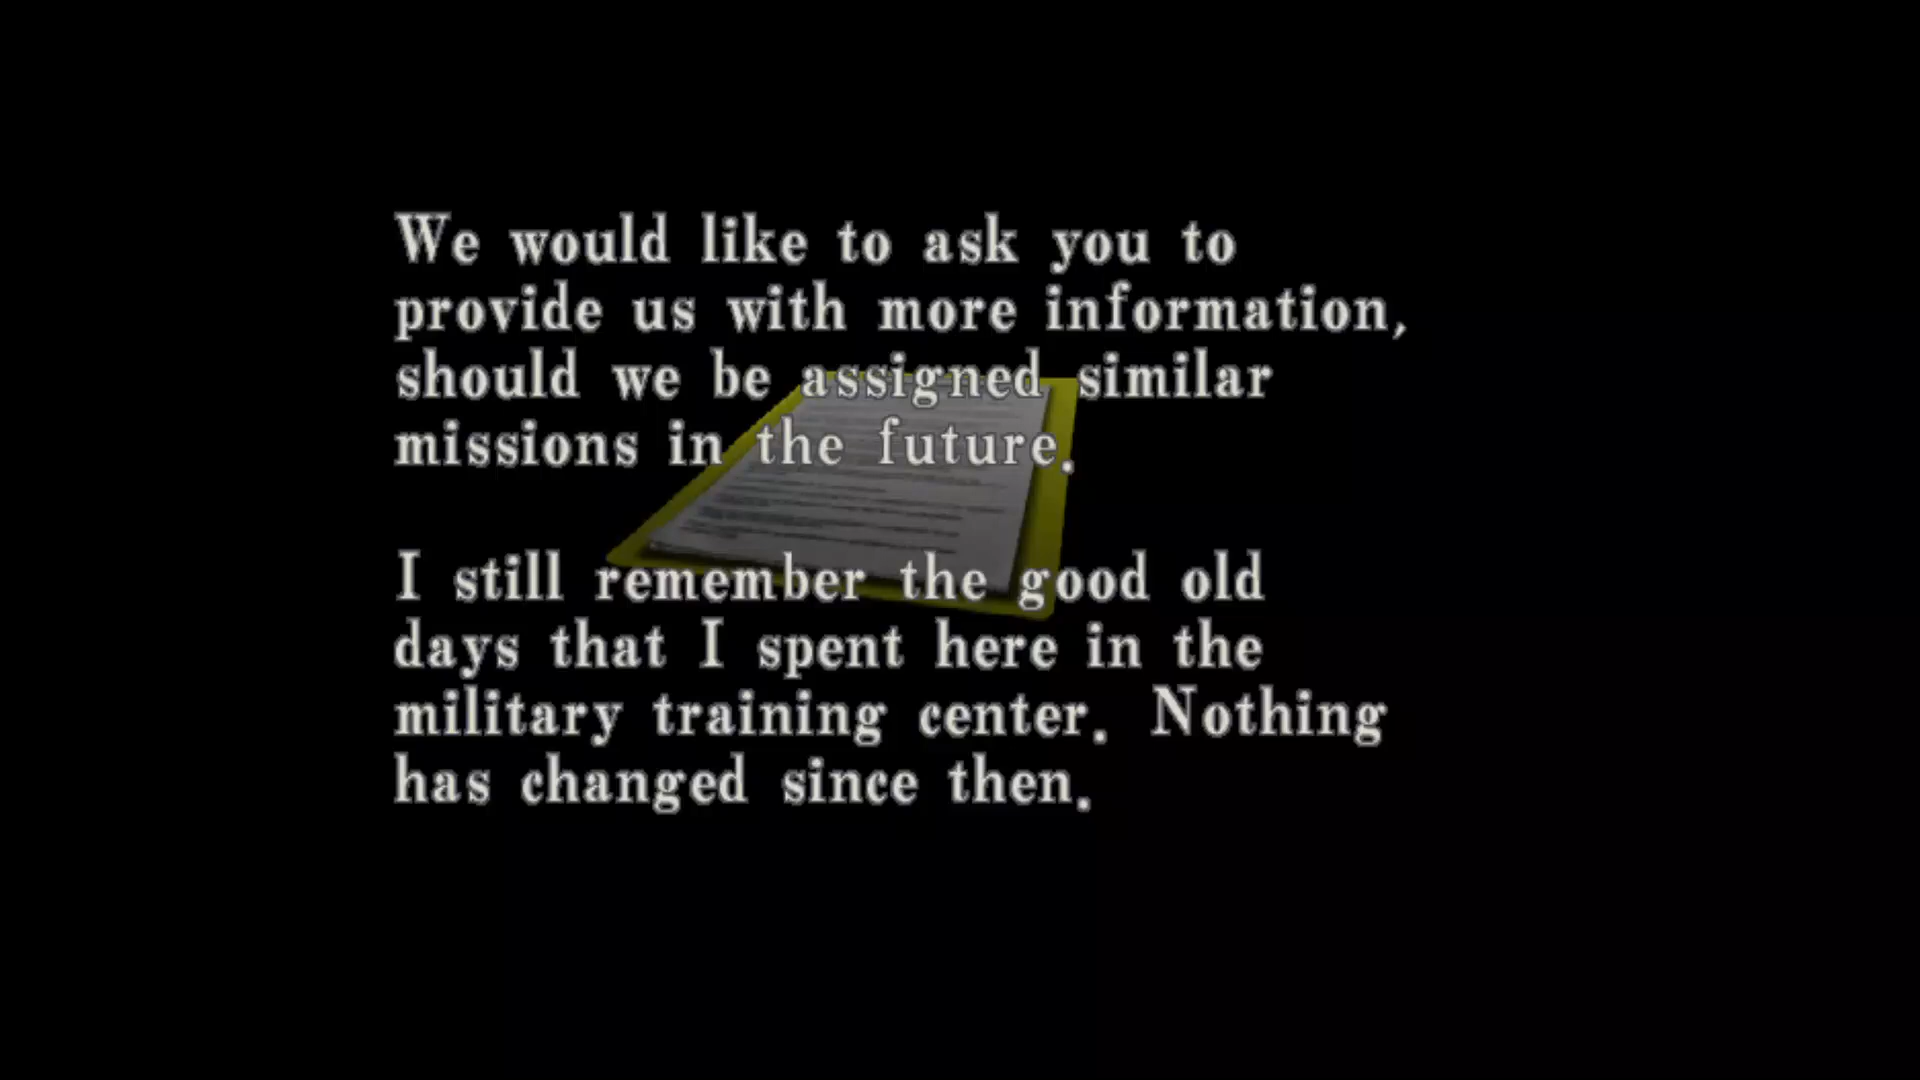 We would like to ask you to
provide us with more information,
should we be assigned similar
missions in the future.
I still remember the good old
days that I spent here in the
military training center. Nothing
has changed since then.